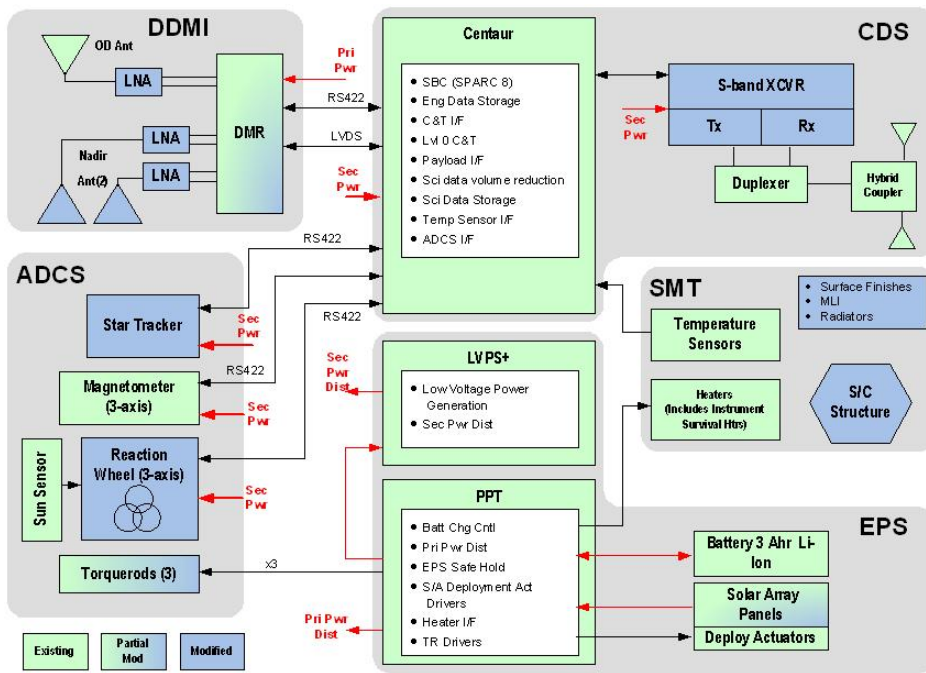 DDMI
OD Ant
LNA
LNA
Nadir
Ant(2)
LNA
DMR
Pri
Pwr
RS422
LVDS
Sec
Pwr
Centaur
• SBC (SPARC 8)
• Eng Data Storage
• C&T I/F
• Lvl 0 C&T
• Payload I/F
• Sci data volume reduction
• Sci Data Storage
• Temp Sensor I/F
• ADCS I/F
CDS
S-band XCVR
Tx
Rx
Sec
Pwr
Duplexer
Hybrid
Coupler
ADCS
RS422
Star Tracker
Sec
Pwr
RS422
Magnetometer
(3-axis)
RS422
Sec
Pwr
Sun Sensor
Reaction
Wheel (3-axis)
Sec
Pwr
Torquerods (3)
x3
SMT
• Surface Finishes
• MLI
• Radiators
Temperature
Sensors
Heaters
(Includes Instrument
Survival Htrs)
S/C
Structure
LVPS+
• Low Voltage Power
Generation
• Sec Pwr Dist
Sec
Pwr
Dist
PPT
• Batt Chg Cntl
• Pri Pwr Dist
• EPS Safe Hold
• S/A Deployment Act
Drivers
• Heater I/F
• TR Drivers
Pri Pwr
Dist
EPS
Battery 3 Ahr Li-
Ion
Solar Array
Panels
Deploy Actuators
Existing
Partial
Mod
Modified